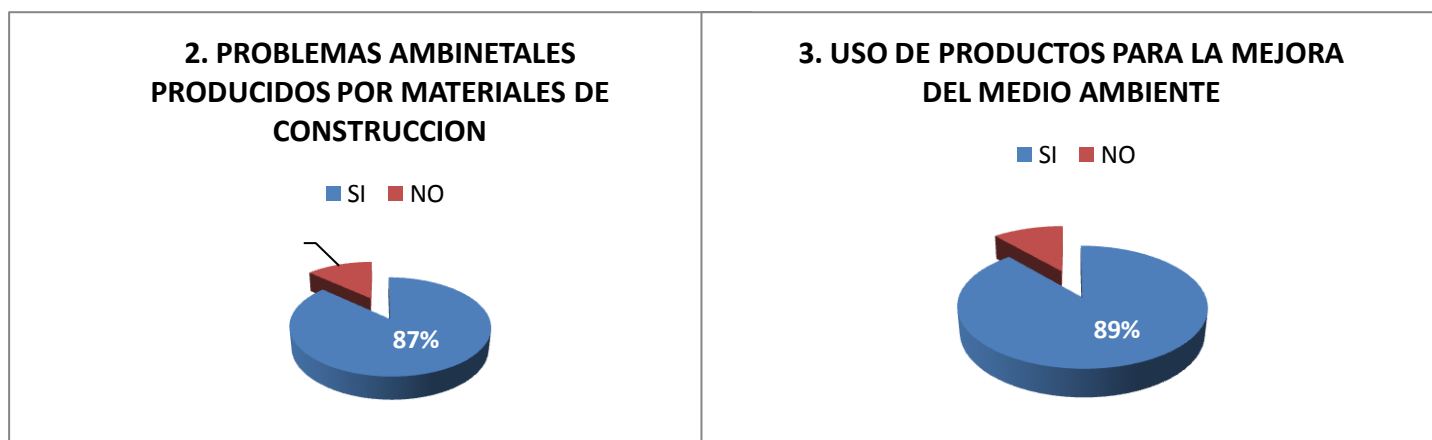 2. PROBLEMAS AMBINETALES
PRODUCIDOS POR MATERIALES DE
CONSTRUCCION
SI NO
87%
3. USO DE PRODUCTOS PARA LA MEJORA
DEL MEDIO AMBIENTE
SI NO
89%